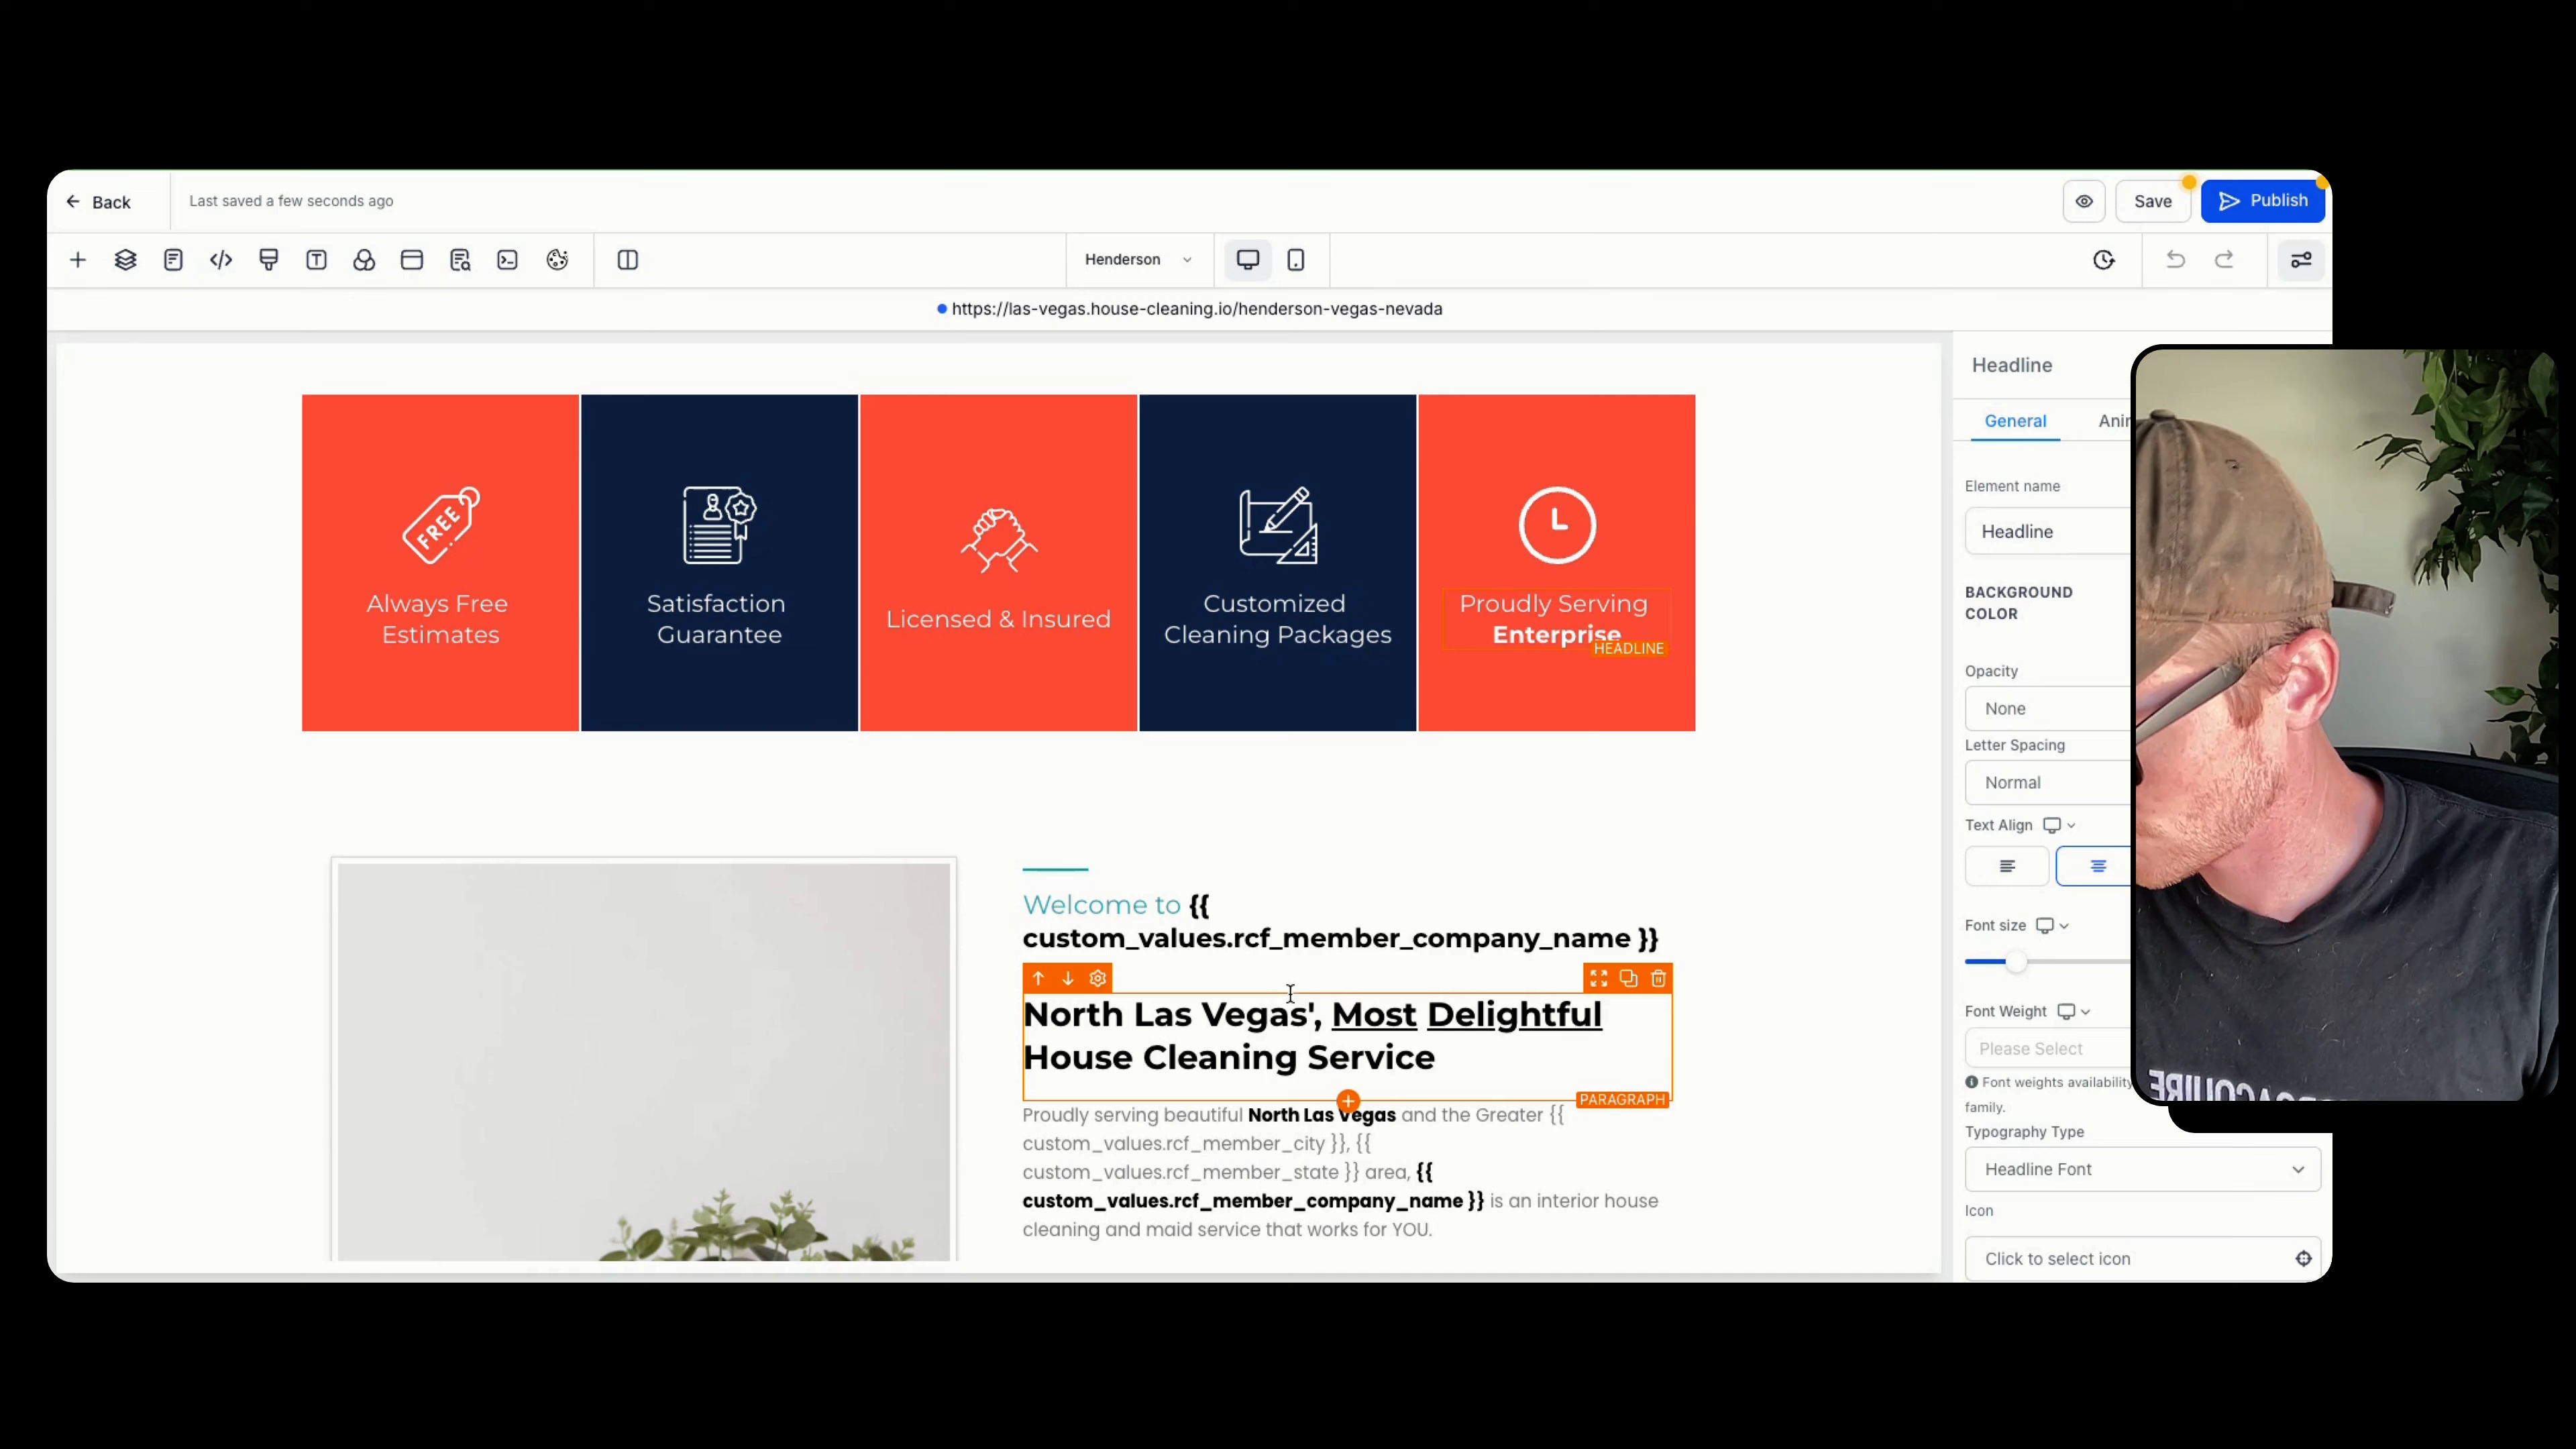 Back
Last saved a few seconds ago
Save
Publish
Henderson
https://las-vegas.house-cleaning.io/henderson-vegas-nevada
FREE
Always Free
Estimates
Satisfaction
Guarantee
Licensed & Insured
Customized
Cleaning Packages
Proudly Serving
Enterprise
HEADLINE
Welcome to {{
custom_values.rcf_member_company_name }}
North Las Vegas', Most Delightful
House Cleaning Service
PARAGRAPH
Proudly serving beautiful North Las Vegas and the Greater {{
custom_values.rcf_member_city }}, {{
custom_values.rcf_member_state }} area, {{
custom_values.rcf_member_company_name }} is an interior house
cleaning and maid service that works for YOU.
Headline
General
Element name
Headline
BACKGROUND
COLOR
Opacity
None
Letter Spacing
Normal
Text Align
Font size
Font Weight
Please Select
Font weights availability
family.
Typography Type
Headline Font
Icon
Click to select icon